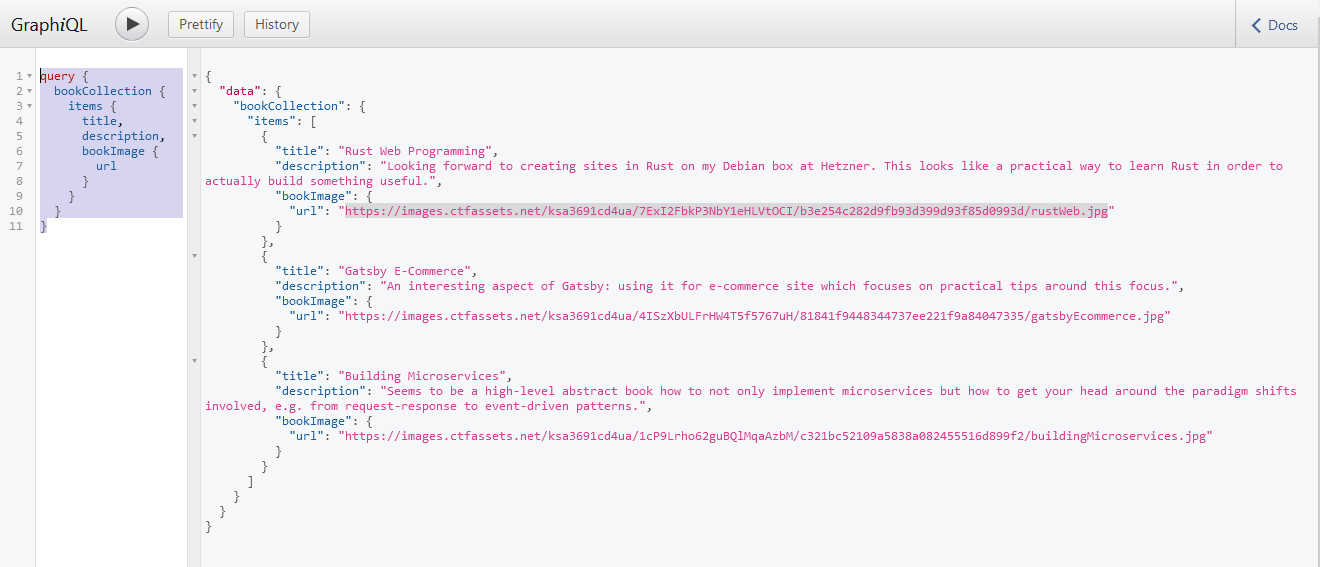 GraphiQL Prettify History Docs
1 query {
2 bookCollection {
3 items {
4 title,
5 description,
6 bookImage {
7 url
8 }
9 }
10 }
11 }
{
"data": {
"bookCollection": {
"items": [
{
"title": "Rust Web Programming",
"description": "Looking forward to creating sites in Rust on my Debian box at Hetzner. This looks like a practical way to learn Rust in order to
actually build something useful.",
"bookImage": {
"url": "https://images.ctfassets.net/ksa3691cd4ua/7ExI2FbkP3NbY1eHLVtOCI/b3e254c282d9fb93d399d93f85d0993d/rustWeb.jpg"
}
},
{
"title": "Gatsby E-Commerce",
"description": "An interesting aspect of Gatsby: using it for e-commerce site which focuses on practical tips around this focus.",
"bookImage": {
"url": "https://images.ctfassets.net/ksa3691cd4ua/4ISzXbULFrHW4T5f5767uH/81841f9448344737ee221f9a84047335/gatsbyEcommerce.jpg"
}
},
{
"title": "Building Microservices",
"description": "Seems to be a high-level abstract book how to not only implement microservices but how to get your head around the paradigm shifts
involved, e.g. from request-response to event-driven patterns.",
"bookImage": {
"url": "https://images.ctfassets.net/ksa3691cd4ua/1cP9Lrho62guBQlMqaAzbM/c321bc52109a5838a082455516d899f2/buildingMicroservices.jpg"
}
}
]
}
}
}